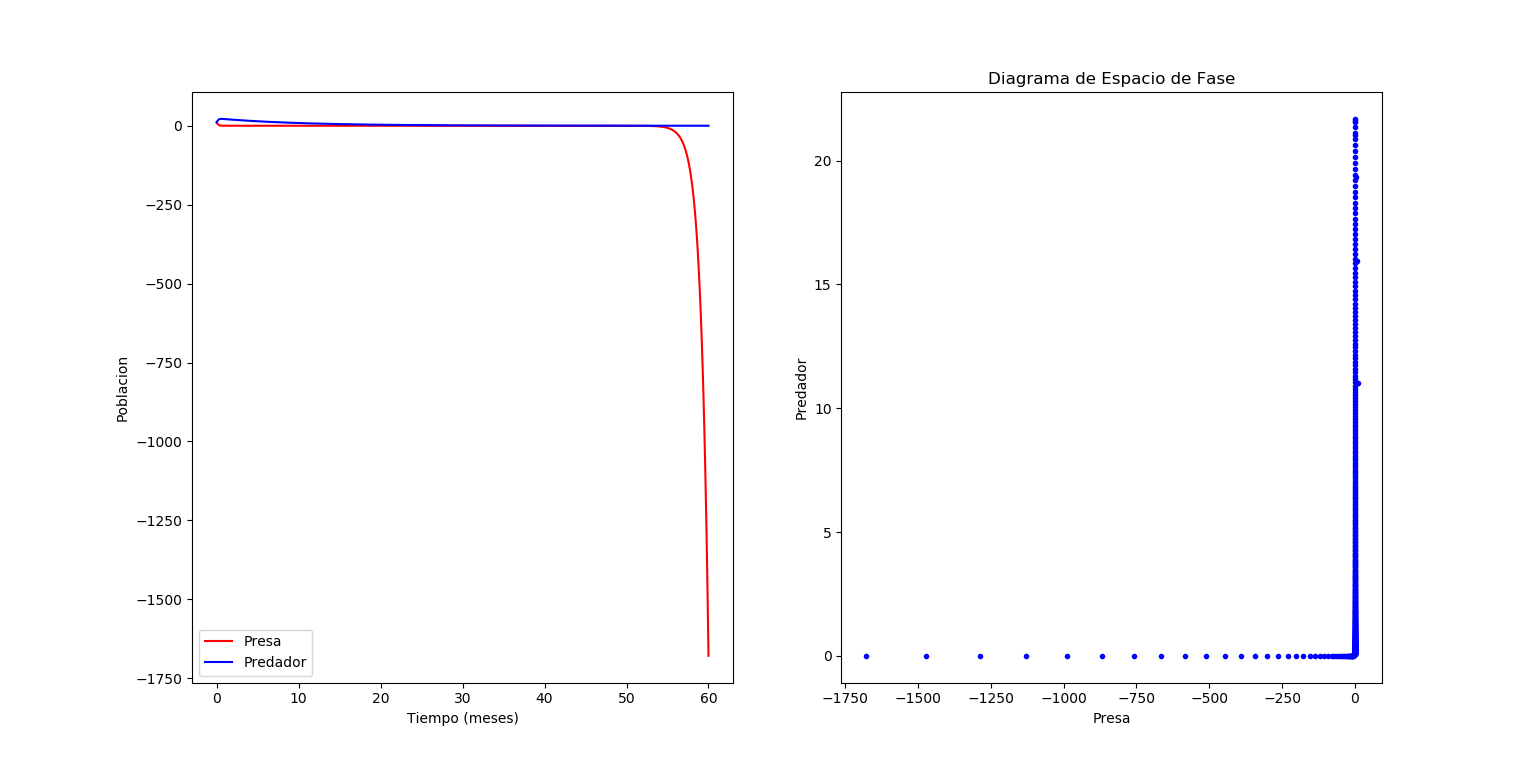 Poblacion
0
−250
−500
−750
−1000
−1250
−1500
−1750
Presa
Predador
0 10 20 30 40 50 60
Tiempo (meses)
Diagrama de Espacio de Fase
Predador
20
15
10
5
0
−1750 −1500 −1250 −1000 −750 −500 −250 0
Presa